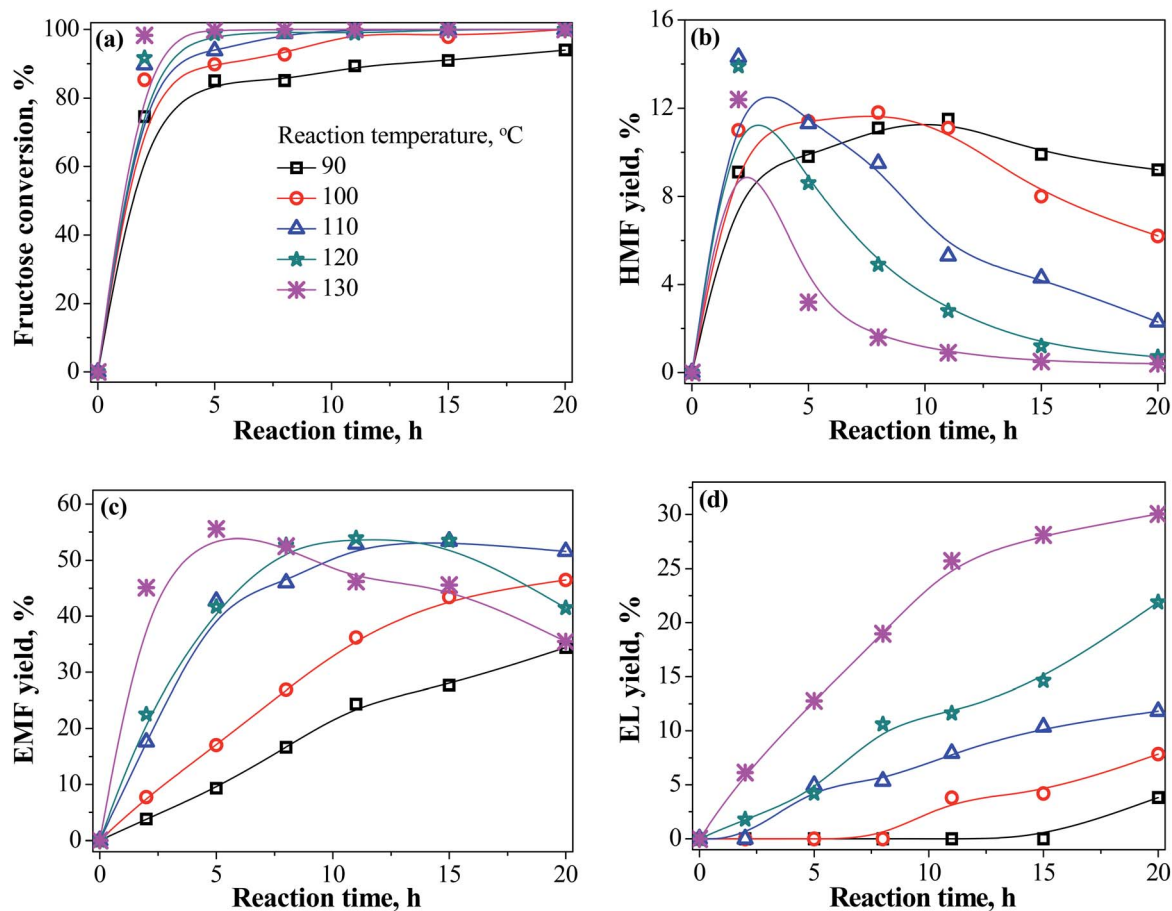 (a)
Fructose conversion, %
100
80
60
40
20
0
Reaction temperature, °C
90
100
110
120
130
0 5 10 15 20
Reaction time, h
(b)
HMF yield, %
16
12
8
4
0
0 5 10 15 20
Reaction time, h
(c)
EMF yield, %
60
50
40
30
20
10
0
0 5 10 15 20
Reaction time, h
(d)
EL yield, %
30
25
20
15
10
5
0
0 5 10 15 20
Reaction time, h